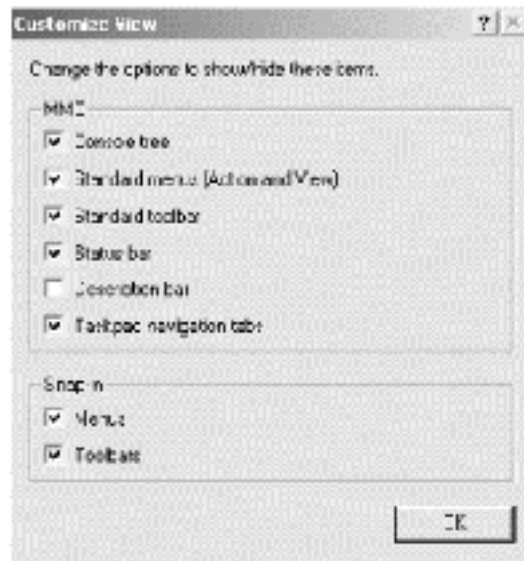 Customize View
Change the options to show/hide these items.
MMC
Console tree
Standard menus (Action and View)
Standard toolbar
Status bar
Description bar
Taskpad navigation tabs
Snap-in
Menus
Toolbars
OK